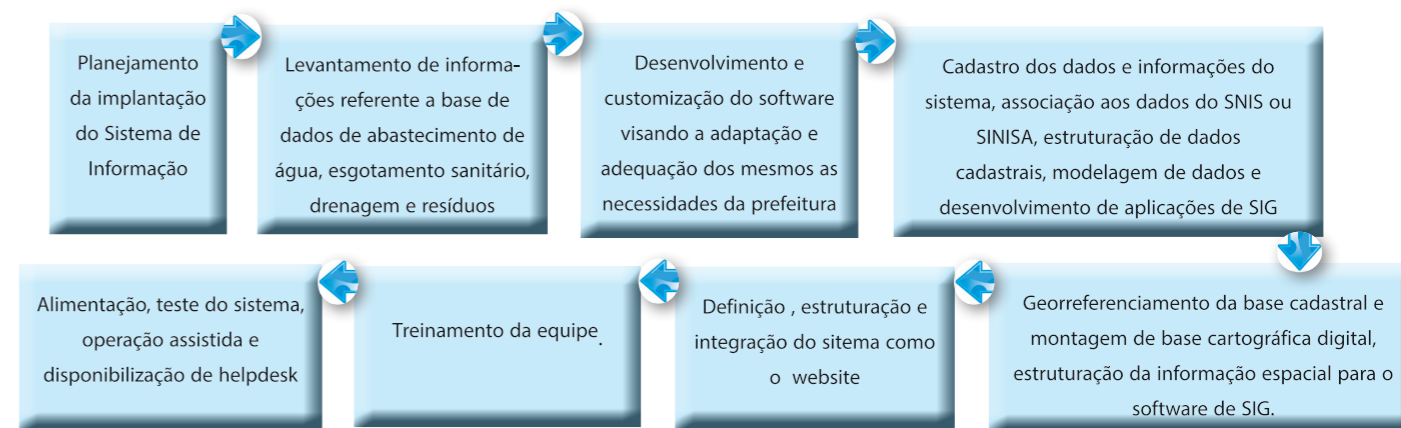 Planejamento
da implantação
do Sistema de
Informação
Levantamento de informa-
ções referente a base de
dados de abastecimento de
água, esgotamento sanitário,
drenagem e resíduos
Desenvolvimento e
customização do software
visando a adaptação e
adequação dos mesmos as
necessidades da prefeitura
Cadastro dos dados e informações do
sistema, associação aos dados do SNIS ou
SINISA, estruturação de dados
cadastrais, modelagem de dados e
desenvolvimento de aplicações de SIG
Georreferenciamento da base cadastral e
montagem de base cartográfica digital,
estruturação da informação espacial para o
software de SIG.
Definição , estruturação e
integração do sitema como
o website
Treinamento da equipe.
Alimentação, teste do sistema,
operação assistida e
disponibilização de helpdesk